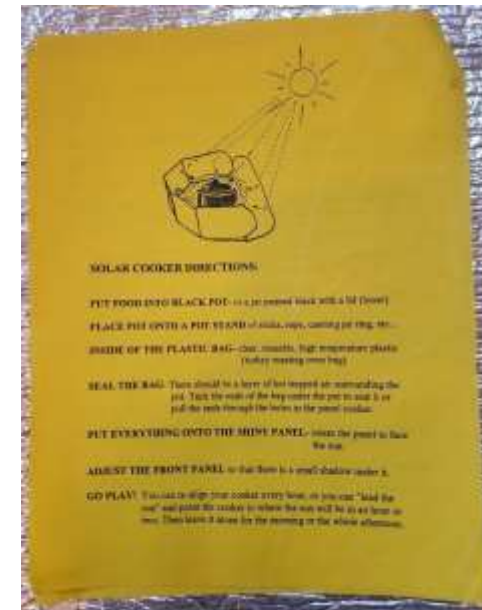 SOLAR COOKER DIRECTIONS:
PUT FOOD INTO BLACK POT- or a jar painted black with a lid
PLACE POT ONTO A POT STAND of sticks, canning jar ring, etc...
INSIDE OF THE PLASTIC BAG- clear, reusable, high temperature plastic
(turkey roasting oven bag)
SEAL THE BAG- There should be a layer of hot trapped air surrounding the
pot. Tuck the ends of the bag under the pot to seal it or
pull the ends through the holes in the panel cooker.
PUT EVERYTHING ONTO THE SHINY PANEL- rotate the panel to face
the sun.
ADJUST THE FRONT PANEL so that there is a small shadow under it.
GO PLAY! You can re-align your cooker every hour, or you can "lead the
sun" and point the cooker to where the sun will be in an hour or
two. Then leave it alone for the morning or the whole afternoon.